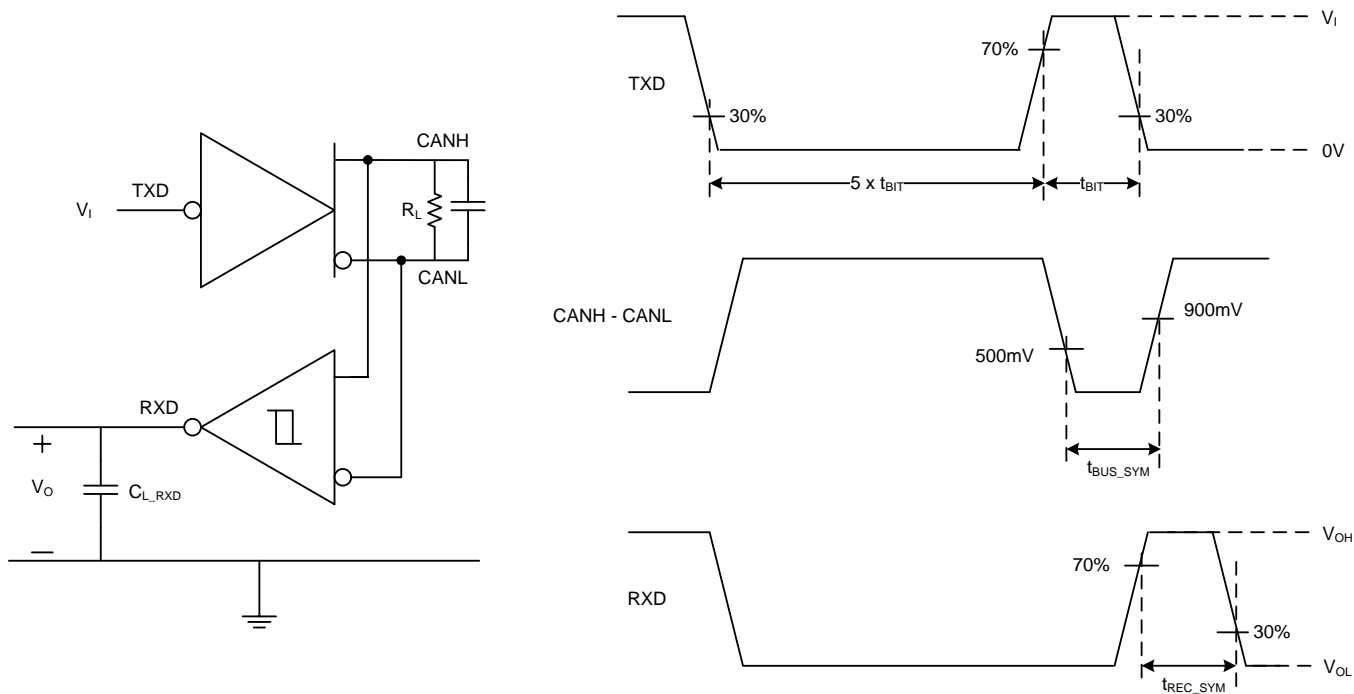 TXD
V_I
CANH
R_L
CANL
RXD
+
V_O
C_L_RXD
—
TXD
30%
70%
30%
V_I
0V
5 x t_BIT
t_BIT
CANH - CANL
500mV
900mV
t_BUS_SYM
RXD
70%
30%
V_OH
V_OL
t_REC_SYM